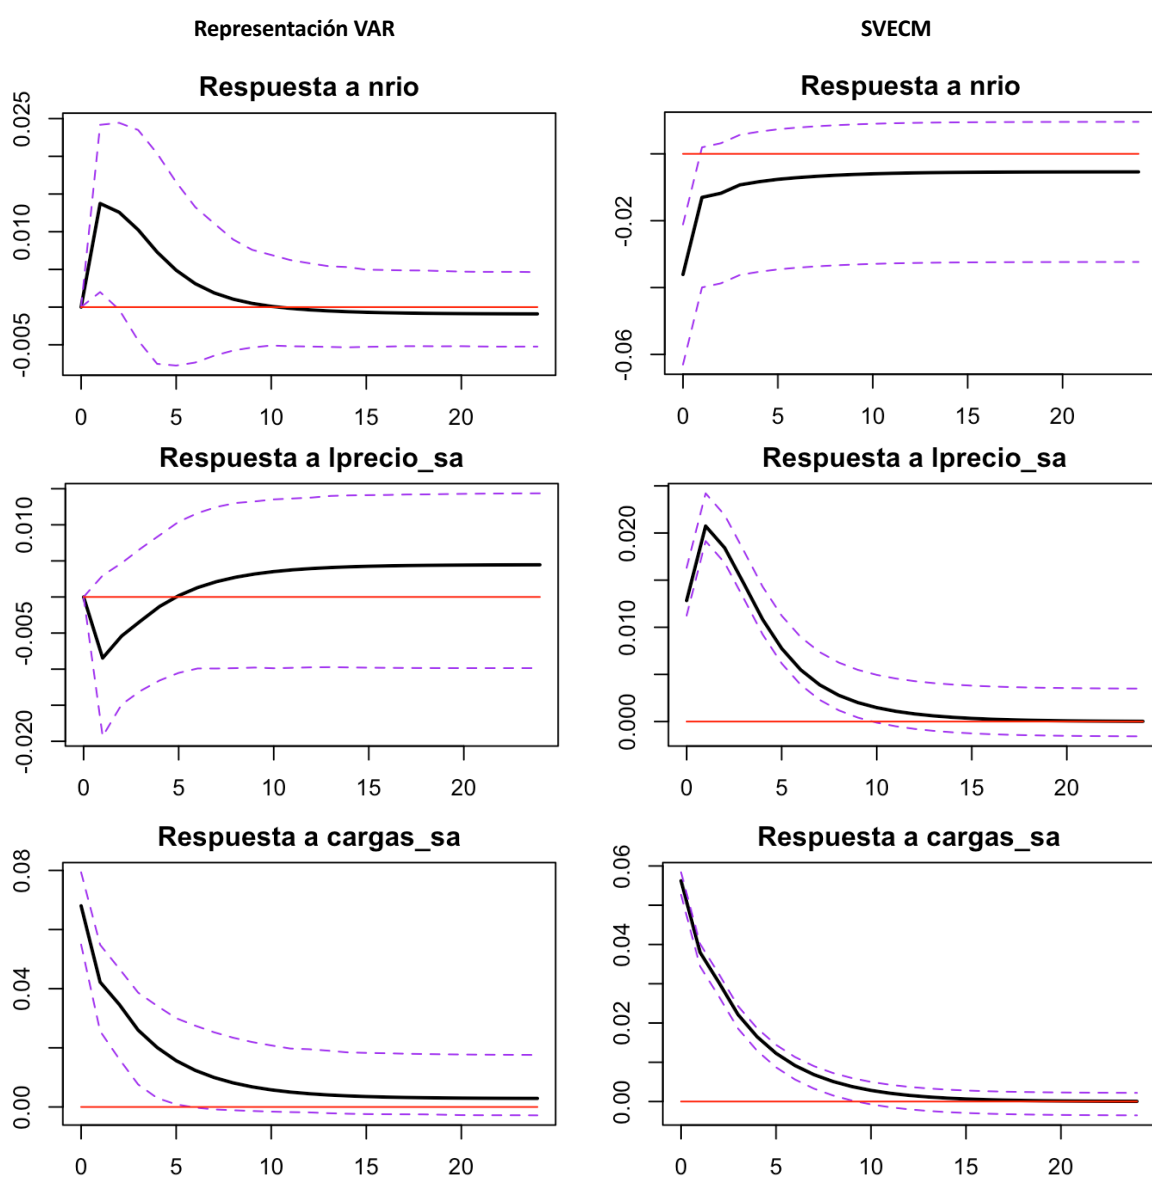 Representación VAR
SVECM
Respuesta a nrio
0.025
0.010
-0.005
0 5 10 15 20
Respuesta a nrio
-0.02
-0.06
0 5 10 15 20
Respuesta a lprecio_sa
0.010
-0.005
-0.020
0 5 10 15 20
Respuesta a lprecio_sa
0.020
0.010
0.000
0 5 10 15 20
Respuesta a cargas_sa
0.08
0.04
0.00
0 5 10 15 20
Respuesta a cargas_sa
0.06
0.04
0.02
0.00
0 5 10 15 20